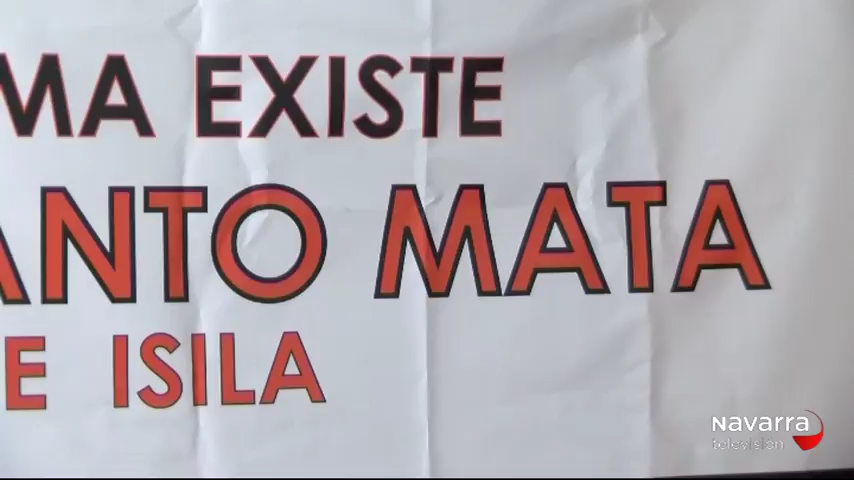 MA EXISTE
ANTO MATA
E ISILA
Navarra
televisión